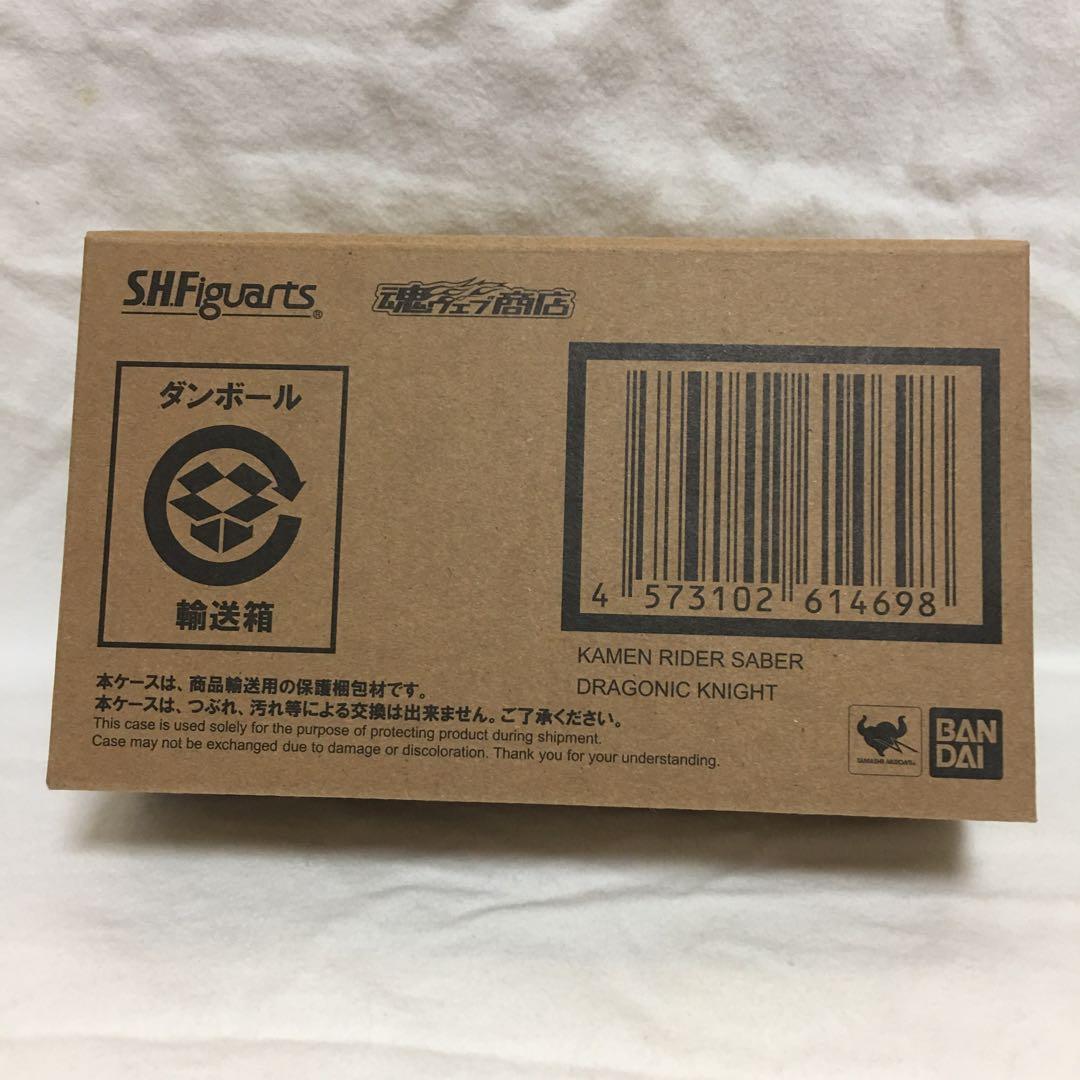 S.H.Figuarts®
魂ウェブ商店
ダンボール
輸送箱
4 573102 614698
KAMEN RIDER SABER
DRAGONIC KNIGHT
本ケースは、商品輸送用の保護梱包材です。
本ケースは、つぶれ、汚れ等による交換は出来ません。ご了承ください。
This case is used solely for the purpose of protecting product during shipment.
Case may not be exchanged due to damage or discoloration. Thank you for your understanding.
TAMASHII NATIONS
BAN
DAI